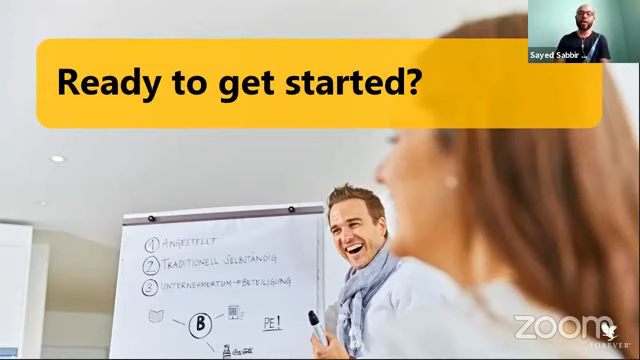 Sayed Sabbir ...
Ready to get started?
1 ANGESTELLT
2 TRADITIONELL SELBSTÄNDIG
3 UNTERNEHMERTUM → BETEILIGUNG
B
PE!
zoom
FOREVER